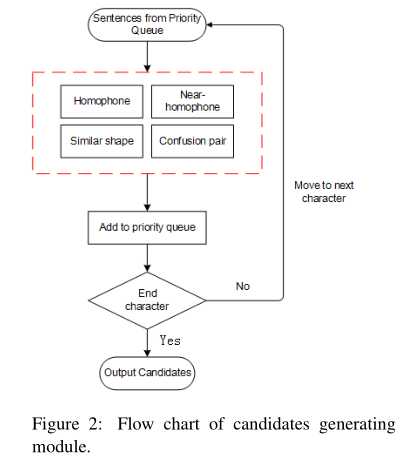 Sentences from Priority
Queue
Homophone
Near-
homophone
Similar shape
Confusion pair
Move to next
character
Add to priority queue
End
character
No
Yes
Output Candidates
Figure 2: Flow chart of candidates generating
module.